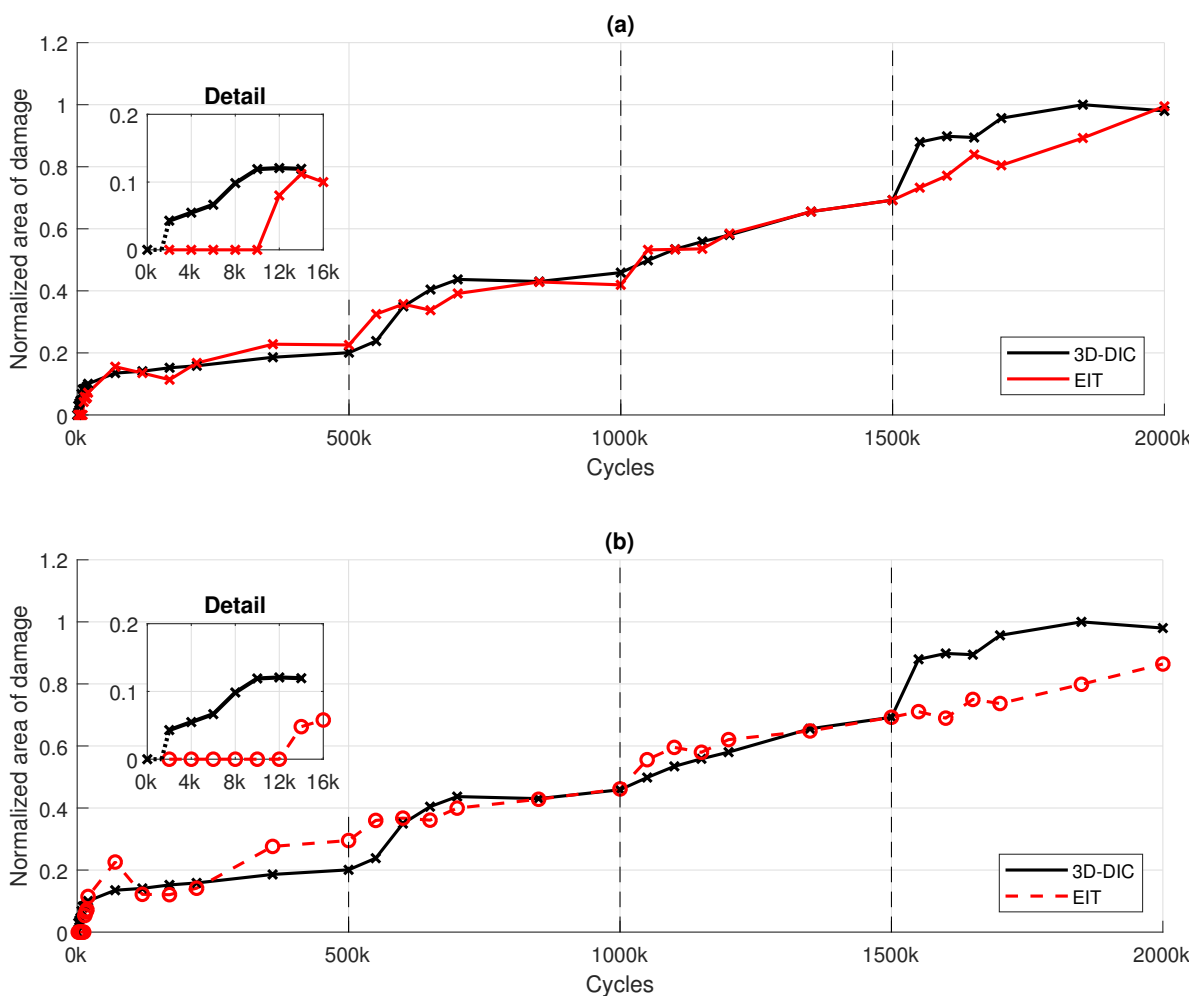 (a)
Normalized area of damage
1.2
1
0.8
0.6
0.4
0.2
0
Detail
0.2
0.1
0
0k 4k 8k 12k 16k
3D-DIC
EIT
0k 500k 1000k 1500k 2000k
Cycles
(b)
Normalized area of damage
1.2
1
0.8
0.6
0.4
0.2
0
Detail
0.2
0.1
0
0k 4k 8k 12k 16k
3D-DIC
EIT
0k 500k 1000k 1500k 2000k
Cycles